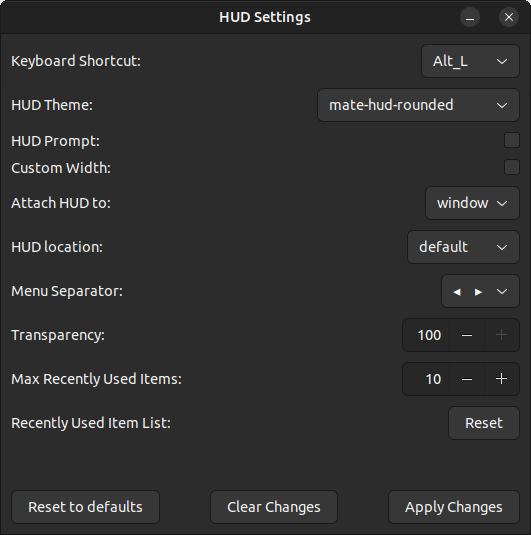 HUD Settings
Keyboard Shortcut: Alt_L
HUD Theme: mate-hud-rounded
HUD Prompt:
Custom Width:
Attach HUD to: window
HUD location: default
Menu Separator: ◂ ▸
Transparency: 100 − +
Max Recently Used Items: 10 − +
Recently Used Item List: Reset
Reset to defaults Clear Changes Apply Changes